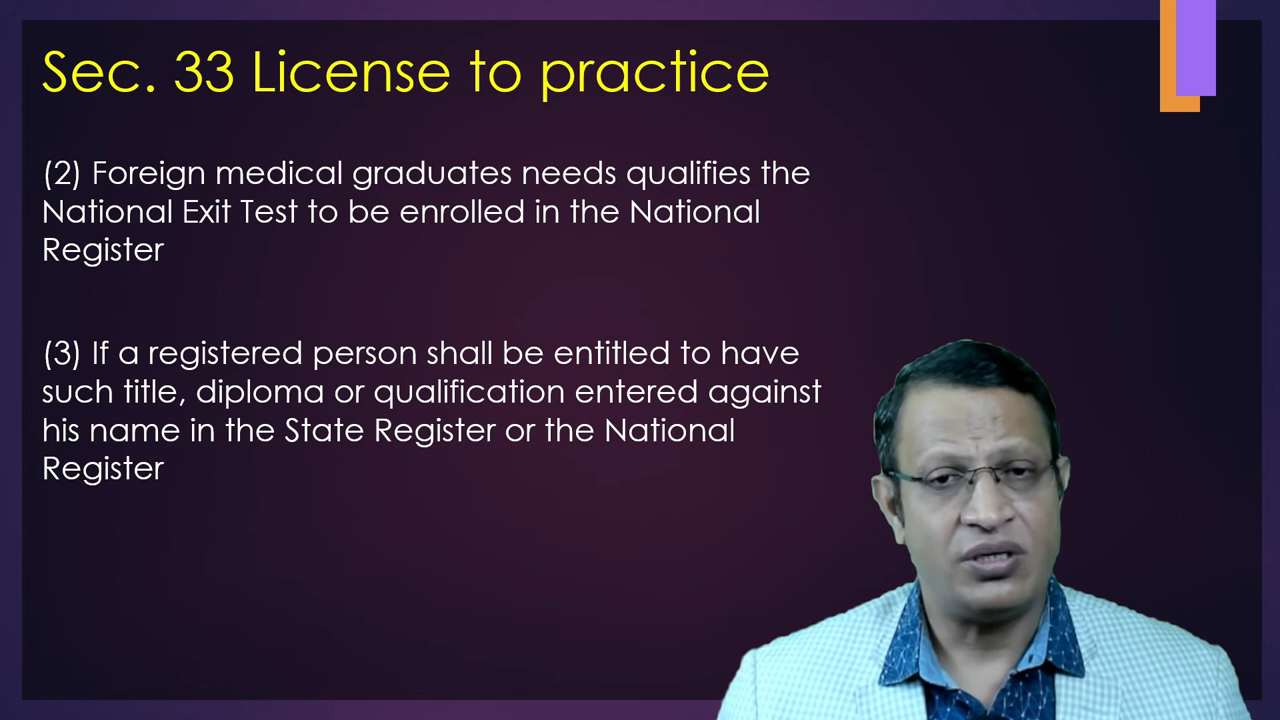 Sec. 33 License to practice
(2) Foreign medical graduates needs qualifies the
National Exit Test to be enrolled in the National
Register
(3) If a registered person shall be entitled to have
such title, diploma or qualification entered against
his name in the State Register or the National
Register